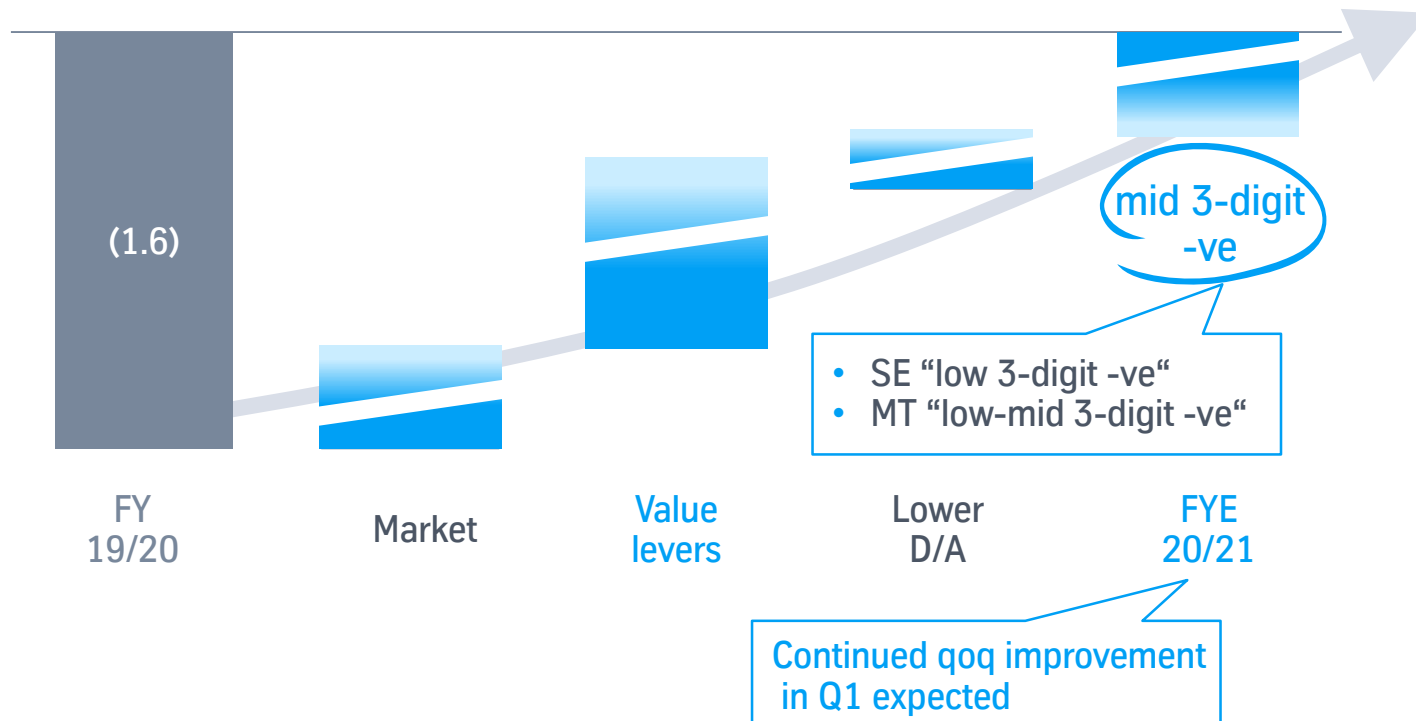 (1.6)
mid 3-digit
-ve
• SE “low 3-digit -ve“
• MT “low-mid 3-digit -ve“
FY
19/20
Market
Value
levers
Lower
D/A
FYE
20/21
Continued qoq improvement
in Q1 expected